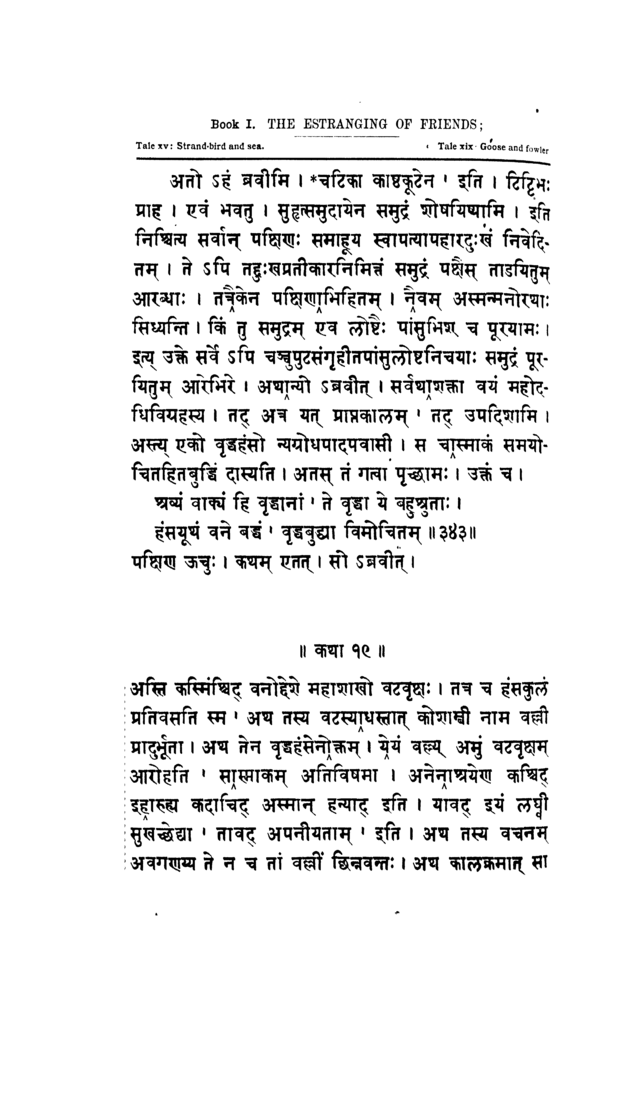 Book I. THE ESTRANGING OF FRIENDS;
Tale xv: Strand-bird and sea. Tale xix: Goose and fowler
अतो ऽहं ब्रवीमि । *चटिका काष्ठकूटेन ' इति । टिट्टिभः
प्राह । एवं भवतु । सुहृत्समुदायेन समुद्रं शोषयिष्यामि । इति
निश्चित्य सर्वान् पक्षिणः समाहूय स्वापत्यापहारदुःखं निवेदि-
तम् । ते ऽपि तद्दुःखप्रतीकारनिमित्तं समुद्रं पक्षैस् ताडयितुम्
आरब्धाः । तत्रैकेन पक्षिणाभिहितम् । नैवम् अस्मन्मनोरथाः
सिध्यन्ति । किं तु समुद्रम् एव लोष्टैः पांसुभिश् च पूरयामः ।
इत्य् उक्ते सर्वे ऽपि चञ्चुपुटसंगृहीतपांसुलोष्टनिचयाः समुद्रं पूर-
यितुम् आरेभिरे । अथान्यो ऽब्रवीत् । सर्वथाशक्ता वयं महोद-
धिविग्रहस्य । तद् अत्र यत् प्राप्तकालम् ' तद् उपदिशामि ।
अस्त्य् एको वृद्धहंसो न्यग्रोधपादपवासी । स चास्माकं समयो-
चितहितबुद्धिं दास्यति । अतस् तं गत्वा पृच्छामः । उक्तं च ।
श्रव्यं वाक्यं हि वृद्धानां ' ते वृद्धा ये बहुश्रुताः ।
हंसयूथं वने बद्धं ' वृद्धबुद्ध्या विमोचितम् ॥३४३॥
पक्षिण ऊचुः । कथम् एतत् । सो ऽब्रवीत् ।
॥ कथा १९ ॥
अस्ति कस्मिंश्चिद् वनोद्देशे महाशाखो वटवृक्षः । तत्र च हंसकुलं
प्रतिवसति स्म ' अथ तस्य वटस्याधस्तात् कोशाम्बी नाम वल्ली
प्रादुर्भूता । अथ तेन वृद्धहंसेनोक्तम् । येयं वल्ल्य् अमुं वटवृक्षम्
आरोहति ' सास्माकम् अतिविषमा । अनेनाश्रयेण कश्चिद्
इहारुह्य कदाचिद् अस्मान् हन्याद् इति । यावद् इयं लघ्वी
सुखच्छेद्या ' तावद् अपनीयताम् ' इति । अथ तस्य वचनम्
अवगणय्य ते न च तां वल्लीं छिन्नवन्तः । अथ कालक्रमात् सा